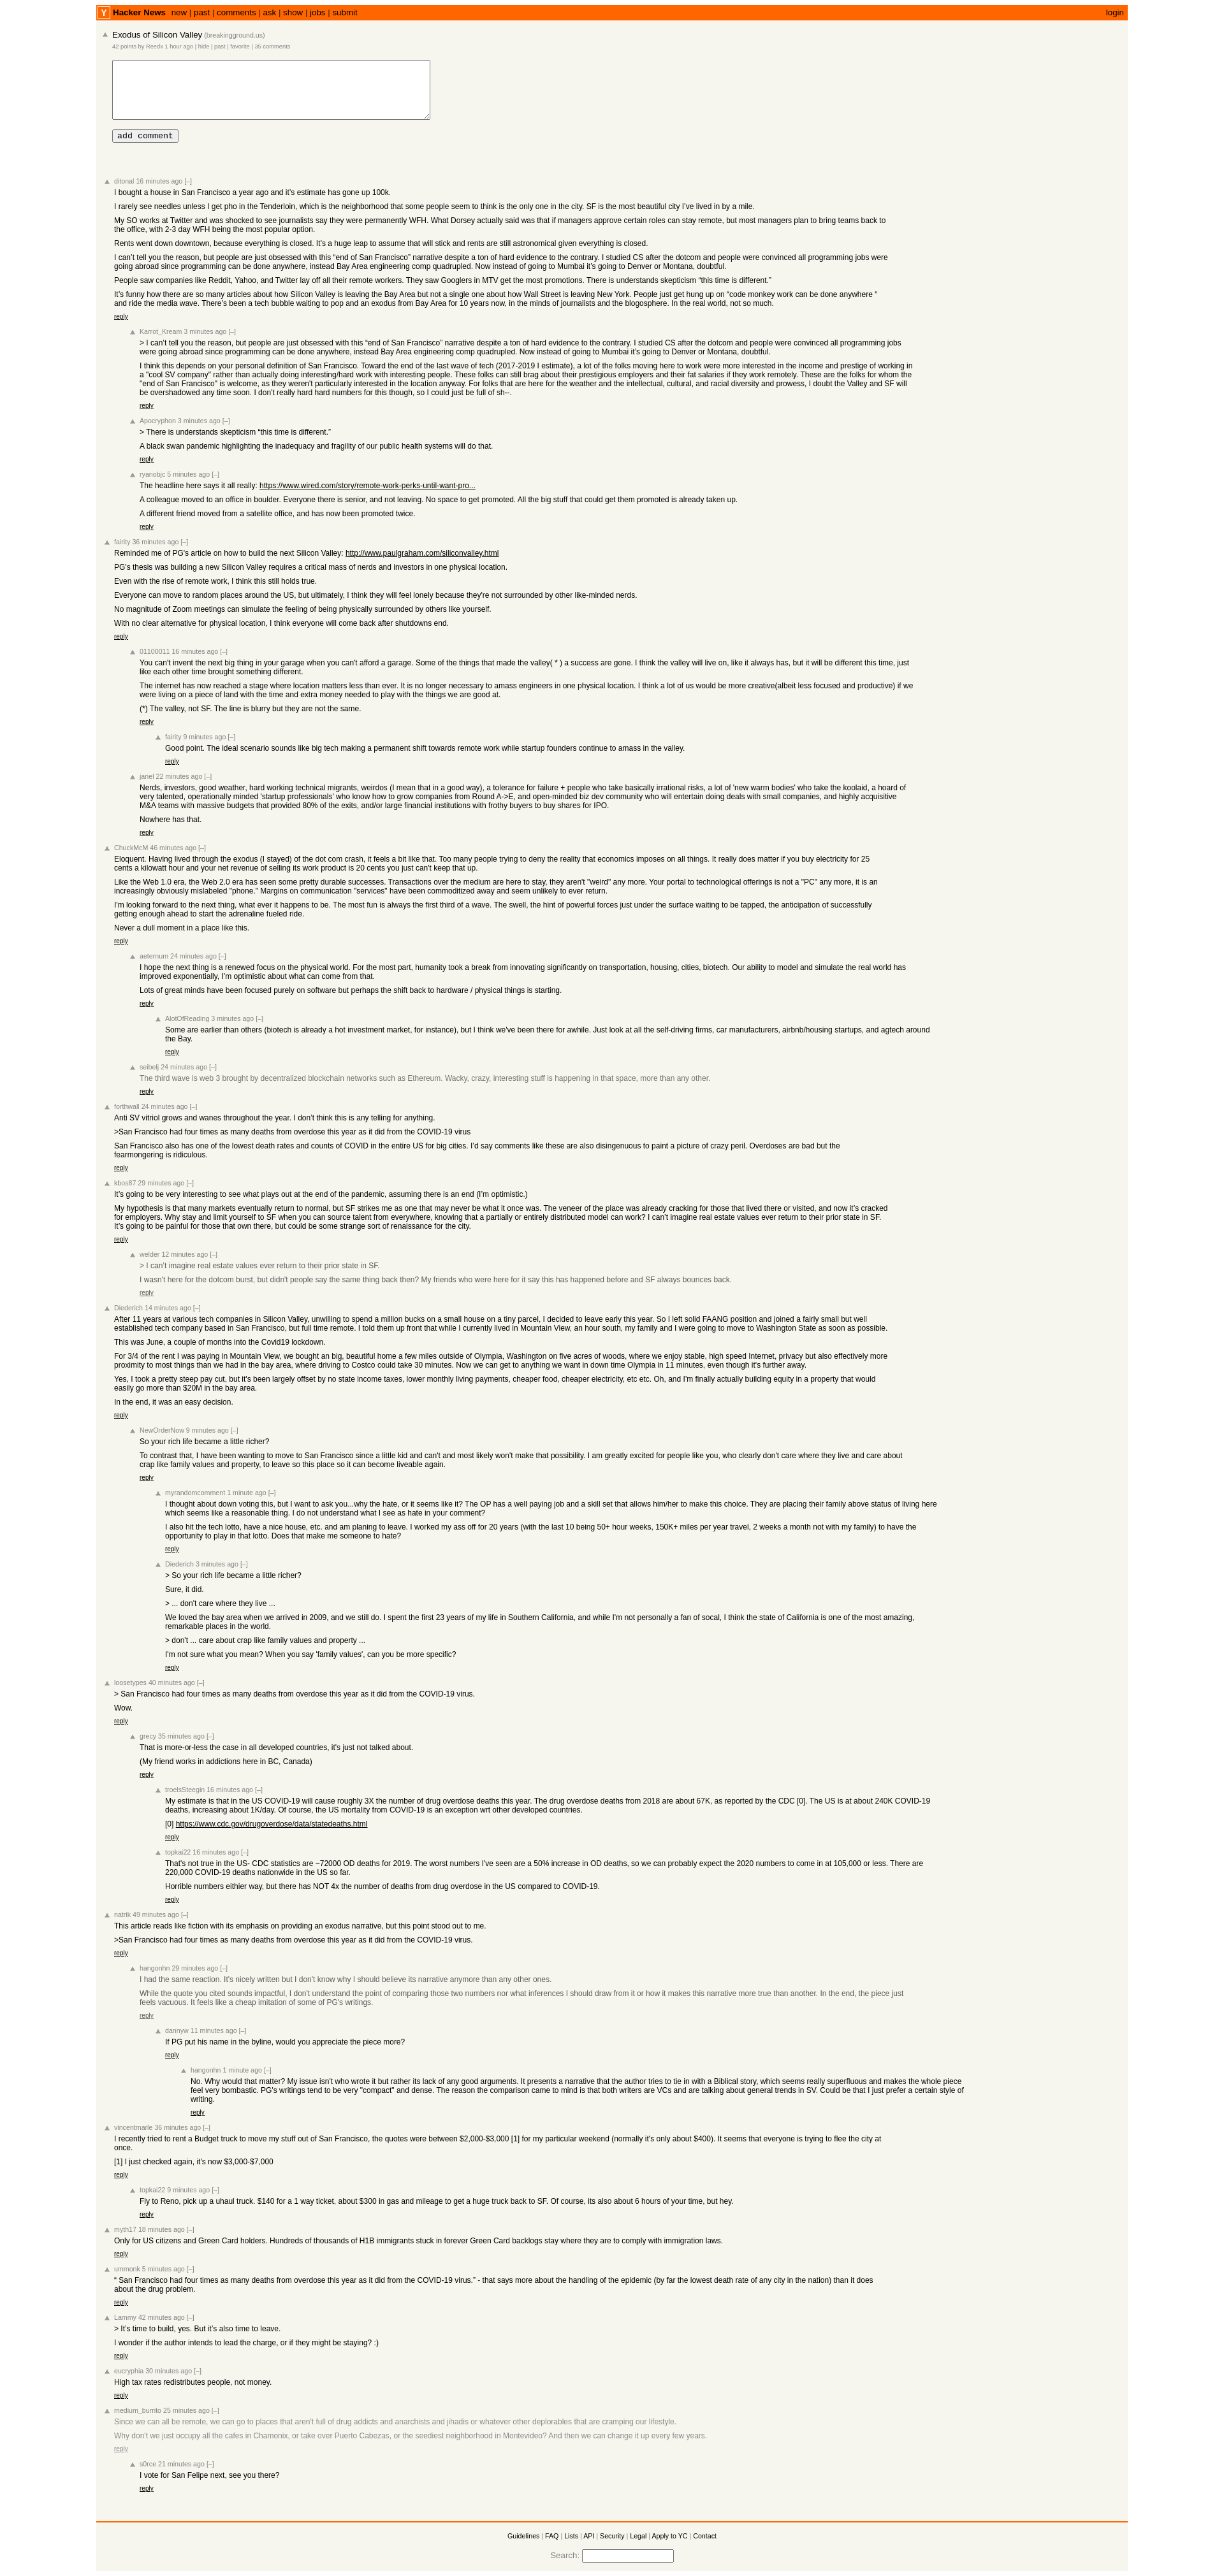 Y Hacker News new | past | comments | ask | show | jobs | submit login
Exodus of Silicon Valley (breakingground.us)
42 points by Reedx 1 hour ago | hide | past | favorite | 35 comments
add comment
ditonal 16 minutes ago [–]
I bought a house in San Francisco a year ago and it's estimate has gone up 100k.
I rarely see needles unless I get pho in the Tenderloin, which is the neighborhood that some people seem to think is the only one in the city. SF is the most beautiful city I've lived in by a mile.
My SO works at Twitter and was shocked to see journalists say they were permanently WFH. What Dorsey actually said was that if managers approve certain roles can stay remote, but most managers plan to bring teams back to
the office, with 2-3 day WFH being the most popular option.
Rents went down downtown, because everything is closed. It's a huge leap to assume that will stick and rents are still astronomical given everything is closed.
I can't tell you the reason, but people are just obsessed with this “end of San Francisco” narrative despite a ton of hard evidence to the contrary. I studied CS after the dotcom and people were convinced all programming jobs were
going abroad since programming can be done anywhere, instead Bay Area engineering comp quadrupled. Now instead of going to Mumbai it's going to Denver or Montana, doubtful.
People saw companies like Reddit, Yahoo, and Twitter lay off all their remote workers. They saw Googlers in MTV get the most promotions. There is understands skepticism “this time is different.”
It's funny how there are so many articles about how Silicon Valley is leaving the Bay Area but not a single one about how Wall Street is leaving New York. People just get hung up on “code monkey work can be done anywhere “
and ride the media wave. There's been a tech bubble waiting to pop and an exodus from Bay Area for 10 years now, in the minds of journalists and the blogosphere. In the real world, not so much.
reply
Karrot_Kream 3 minutes ago [–]
> I can't tell you the reason, but people are just obsessed with this “end of San Francisco” narrative despite a ton of hard evidence to the contrary. I studied CS after the dotcom and people were convinced all programming jobs
were going abroad since programming can be done anywhere, instead Bay Area engineering comp quadrupled. Now instead of going to Mumbai it's going to Denver or Montana, doubtful.
I think this depends on your personal definition of San Francisco. Toward the end of the last wave of tech (2017-2019 I estimate), a lot of the folks moving here to work were more interested in the income and prestige of working in
a "cool SV company" rather than actually doing interesting/hard work with interesting people. These folks can still brag about their prestigious employers and their fat salaries if they work remotely. These are the folks for whom the
"end of San Francisco" is welcome, as they weren't particularly interested in the location anyway. For folks that are here for the weather and the intellectual, cultural, and racial diversity and prowess, I doubt the Valley and SF will
be overshadowed any time soon. I don't really hard hard numbers for this though, so I could just be full of sh--.
reply
Apocryphon 3 minutes ago [–]
> There is understands skepticism “this time is different.”
A black swan pandemic highlighting the inadequacy and fragility of our public health systems will do that.
reply
ryanobjc 5 minutes ago [–]
The headline here says it all really: https://www.wired.com/story/remote-work-perks-until-want-pro...
A colleague moved to an office in boulder. Everyone there is senior, and not leaving. No space to get promoted. All the big stuff that could get them promoted is already taken up.
A different friend moved from a satellite office, and has now been promoted twice.
reply
fairity 36 minutes ago [–]
Reminded me of PG's article on how to build the next Silicon Valley: http://www.paulgraham.com/siliconvalley.html
PG's thesis was building a new Silicon Valley requires a critical mass of nerds and investors in one physical location.
Even with the rise of remote work, I think this still holds true.
Everyone can move to random places around the US, but ultimately, I think they will feel lonely because they're not surrounded by other like-minded nerds.
No magnitude of Zoom meetings can simulate the feeling of being physically surrounded by others like yourself.
With no clear alternative for physical location, I think everyone will come back after shutdowns end.
reply
01100011 16 minutes ago [–]
You can't invent the next big thing in your garage when you can't afford a garage. Some of the things that made the valley( * ) a success are gone. I think the valley will live on, like it always has, but it will be different this time, just
like each other time brought something different.
The internet has now reached a stage where location matters less than ever. It is no longer necessary to amass engineers in one physical location. I think a lot of us would be more creative(albeit less focused and productive) if we
were living on a piece of land with the time and extra money needed to play with the things we are good at.
(*) The valley, not SF. The line is blurry but they are not the same.
reply
fairity 9 minutes ago [–]
Good point. The ideal scenario sounds like big tech making a permanent shift towards remote work while startup founders continue to amass in the valley.
reply
jariel 22 minutes ago [–]
Nerds, investors, good weather, hard working technical migrants, weirdos (I mean that in a good way), a tolerance for failure + people who take basically irrational risks, a lot of 'new warm bodies' who take the koolaid, a hoard of
very talented, operationally minded 'startup professionals' who know how to grow companies from Round A->E, and open-minded biz dev community who will entertain doing deals with small companies, and highly acquisitive
M&A teams with massive budgets that provided 80% of the exits, and/or large financial institutions with frothy buyers to buy shares for IPO.
Nowhere has that.
reply
ChuckMcM 46 minutes ago [–]
Eloquent. Having lived through the exodus (I stayed) of the dot com crash, it feels a bit like that. Too many people trying to deny the reality that economics imposes on all things. It really does matter if you buy electricity for 25
cents a kilowatt hour and your net revenue of selling its work product is 20 cents you just can't keep that up.
Like the Web 1.0 era, the Web 2.0 era has seen some pretty durable successes. Transactions over the medium are here to stay, they aren't "weird" any more. Your portal to technological offerings is not a "PC" any more, it is an
increasingly obviously mislabeled "phone." Margins on communication "services" have been commoditized away and seem unlikely to ever return.
I'm looking forward to the next thing, what ever it happens to be. The most fun is always the first third of a wave. The swell, the hint of powerful forces just under the surface waiting to be tapped, the anticipation of successfully
getting enough ahead to start the adrenaline fueled ride.
Never a dull moment in a place like this.
reply
aeternum 24 minutes ago [–]
I hope the next thing is a renewed focus on the physical world. For the most part, humanity took a break from innovating significantly on transportation, housing, cities, biotech. Our ability to model and simulate the real world has
improved exponentially, I'm optimistic about what can come from that.
Lots of great minds have been focused purely on software but perhaps the shift back to hardware / physical things is starting.
reply
AlotOfReading 3 minutes ago [–]
Some are earlier than others (biotech is already a hot investment market, for instance), but I think we've been there for awhile. Just look at all the self-driving firms, car manufacturers, airbnb/housing startups, and agtech around
the Bay.
reply
seibelj 24 minutes ago [–]
The third wave is web 3 brought by decentralized blockchain networks such as Ethereum. Wacky, crazy, interesting stuff is happening in that space, more than any other.
reply
forthwall 24 minutes ago [–]
Anti SV vitriol grows and wanes throughout the year. I don't think this is any telling for anything.
>San Francisco had four times as many deaths from overdose this year as it did from the COVID-19 virus
San Francisco also has one of the lowest death rates and counts of COVID in the entire US for big cities. I'd say comments like these are also disingenuous to paint a picture of crazy peril. Overdoses are bad but the
fearmongering is ridiculous.
reply
kbos87 29 minutes ago [–]
It's going to be very interesting to see what plays out at the end of the pandemic, assuming there is an end (I'm optimistic.)
My hypothesis is that many markets eventually return to normal, but SF strikes me as one that may never be what it once was. The veneer of the place was already cracking for those that lived there or visited, and now it's cracked
for employers. Why stay and limit yourself to SF when you can source talent from everywhere, knowing that a partially or entirely distributed model can work? I can't imagine real estate values ever return to their prior state in SF.
It's going to be painful for those that own there, but could be some strange sort of renaissance for the city.
reply
welder 12 minutes ago [–]
> I can't imagine real estate values ever return to their prior state in SF.
I wasn't here for the dotcom burst, but didn't people say the same thing back then? My friends who were here for it say this has happened before and SF always bounces back.
reply
Diederich 14 minutes ago [–]
After 11 years at various tech companies in Silicon Valley, unwilling to spend a million bucks on a small house on a tiny parcel, I decided to leave early this year. So I left solid FAANG position and joined a fairly small but well
established tech company based in San Francisco, but full time remote. I told them up front that while I currently lived in Mountain View, an hour south, my family and I were going to move to Washington State as soon as possible.
This was June, a couple of months into the Covid19 lockdown.
For 3/4 of the rent I was paying in Mountain View, we bought an big, beautiful home a few miles outside of Olympia, Washington on five acres of woods, where we enjoy stable, high speed Internet, privacy but also effectively more
proximity to most things than we had in the bay area, where driving to Costco could take 30 minutes. Now we can get to anything we want in down time Olympia in 11 minutes, even though it's further away.
Yes, I took a pretty steep pay cut, but it's been largely offset by no state income taxes, lower monthly living payments, cheaper food, cheaper electricity, etc etc. Oh, and I'm finally actually building equity in a property that would
easily go more than $20M in the bay area.
In the end, it was an easy decision.
reply
NewOrderNow 9 minutes ago [–]
So your rich life became a little richer?
To contrast that, I have been wanting to move to San Francisco since a little kid and can't and most likely won't make that possibility. I am greatly excited for people like you, who clearly don't care where they live and care about
crap like family values and property, to leave so this place so it can become liveable again.
reply
myrandomcomment 1 minute ago [–]
I thought about down voting this, but I want to ask you...why the hate, or it seems like it? The OP has a well paying job and a skill set that allows him/her to make this choice. They are placing their family above status of living here
which seems like a reasonable thing. I do not understand what I see as hate in your comment?
I also hit the tech lotto, have a nice house, etc. and am planing to leave. I worked my ass off for 20 years (with the last 10 being 50+ hour weeks, 150K+ miles per year travel, 2 weeks a month not with my family) to have the
opportunity to play in that lotto. Does that make me someone to hate?
reply
Diederich 3 minutes ago [–]
> So your rich life became a little richer?
Sure, it did.
> ... don't care where they live ...
We loved the bay area when we arrived in 2009, and we still do. I spent the first 23 years of my life in Southern California, and while I'm not personally a fan of socal, I think the state of California is one of the most amazing,
remarkable places in the world.
> don't ... care about crap like family values and property ...
I'm not sure what you mean? When you say 'family values', can you be more specific?
reply
loosetypes 40 minutes ago [–]
> San Francisco had four times as many deaths from overdose this year as it did from the COVID-19 virus.
Wow.
reply
grecy 35 minutes ago [–]
That is more-or-less the case in all developed countries, it's just not talked about.
(My friend works in addictions here in BC, Canada)
reply
troelsSteegin 16 minutes ago [–]
My estimate is that in the US COVID-19 will cause roughly 3X the number of drug overdose deaths this year. The drug overdose deaths from 2018 are about 67K, as reported by the CDC [0]. The US is at about 240K COVID-19
deaths, increasing about 1K/day. Of course, the US mortality from COVID-19 is an exception wrt other developed countries.
[0] https://www.cdc.gov/drugoverdose/data/statedeaths.html
reply
topkai22 16 minutes ago [–]
That's not true in the US- CDC statistics are ~72000 OD deaths for 2019. The worst numbers I've seen are a 50% increase in OD deaths, so we can probably expect the 2020 numbers to come in at 105,000 or less. There are
220,000 COVID-19 deaths nationwide in the US so far.
Horrible numbers eithier way, but there has NOT 4x the number of deaths from drug overdose in the US compared to COVID-19.
reply
natrik 49 minutes ago [–]
This article reads like fiction with its emphasis on providing an exodus narrative, but this point stood out to me.
>San Francisco had four times as many deaths from overdose this year as it did from the COVID-19 virus.
reply
hangonhn 29 minutes ago [–]
I had the same reaction. It's nicely written but I don't know why I should believe its narrative anymore than any other ones.
While the quote you cited sounds impactful, I don't understand the point of comparing those two numbers nor what inferences I should draw from it or how it makes this narrative more true than another. In the end, the piece just
feels vacuous. It feels like a cheap imitation of some of PG's writings.
reply
dannyw 11 minutes ago [–]
If PG put his name in the byline, would you appreciate the piece more?
reply
hangonhn 1 minute ago [–]
No. Why would that matter? My issue isn't who wrote it but rather its lack of any good arguments. It presents a narrative that the author tries to tie in with a Biblical story, which seems really superfluous and makes the whole piece
feel very bombastic. PG's writings tend to be very "compact" and dense. The reason the comparison came to mind is that both writers are VCs and are talking about general trends in SV. Could be that I just prefer a certain style of
writing.
reply
vincentmarle 36 minutes ago [–]
I recently tried to rent a Budget truck to move my stuff out of San Francisco, the quotes were between $2,000-$3,000 [1] for my particular weekend (normally it's only about $400). It seems that everyone is trying to flee the city at
once.
[1] I just checked again, it's now $3,000-$7,000
reply
topkai22 9 minutes ago [–]
Fly to Reno, pick up a uhaul truck. $140 for a 1 way ticket, about $300 in gas and mileage to get a huge truck back to SF. Of course, its also about 6 hours of your time, but hey.
reply
myth17 18 minutes ago [–]
Only for US citizens and Green Card holders. Hundreds of thousands of H1B immigrants stuck in forever Green Card backlogs stay where they are to comply with immigration laws.
reply
ummonk 5 minutes ago [–]
“ San Francisco had four times as many deaths from overdose this year as it did from the COVID-19 virus.” - that says more about the handling of the epidemic (by far the lowest death rate of any city in the nation) than it does
about the drug problem.
reply
Lammy 42 minutes ago [–]
> It's time to build, yes. But it's also time to leave.
I wonder if the author intends to lead the charge, or if they might be staying? :)
reply
eucryphia 30 minutes ago [–]
High tax rates redistributes people, not money.
reply
medium_burrito 25 minutes ago [–]
Since we can all be remote, we can go to places that aren't full of drug addicts and anarchists and jihadis or whatever other deplorables that are cramping our lifestyle.
Why don't we just occupy all the cafes in Chamonix, or take over Puerto Cabezas, or the seediest neighborhood in Montevideo? And then we can change it up every few years.
reply
s0rce 21 minutes ago [–]
I vote for San Felipe next, see you there?
reply
Guidelines | FAQ | Lists | API | Security | Legal | Apply to YC | Contact
Search: